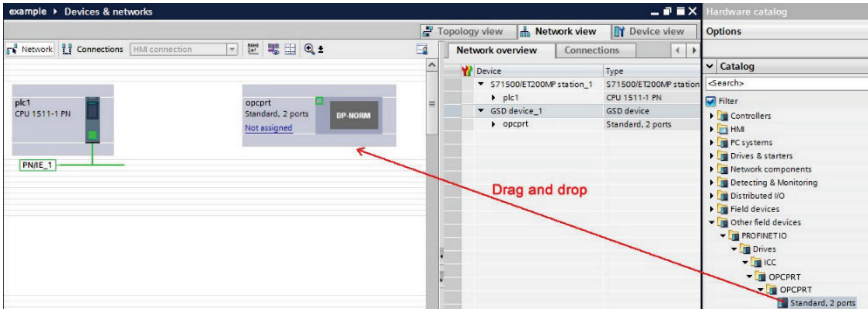 example ▸ Devices & networks
Topology view
Network view
Device view
Network
Connections
HMI connection
plc1
CPU 1511-1 PN
PN/IE_1
opcprt
Standard, 2 ports
Not assigned
DP-NORM
Drag and drop
Network overview
Connections
Device
Type
S71500/ET200MP station_1
S71500/ET200MP station
plc1
CPU 1511-1 PN
GSD device_1
GSD device
opcprt
Standard, 2 ports
Hardware catalog
Options
Catalog
<Search>
Filter
Controllers
HMI
PC systems
Drives & starters
Network components
Detecting & Monitoring
Distributed I/O
Field devices
Other field devices
PROFINET IO
Drives
ICC
OPCPRT
OPCPRT
Standard, 2 ports